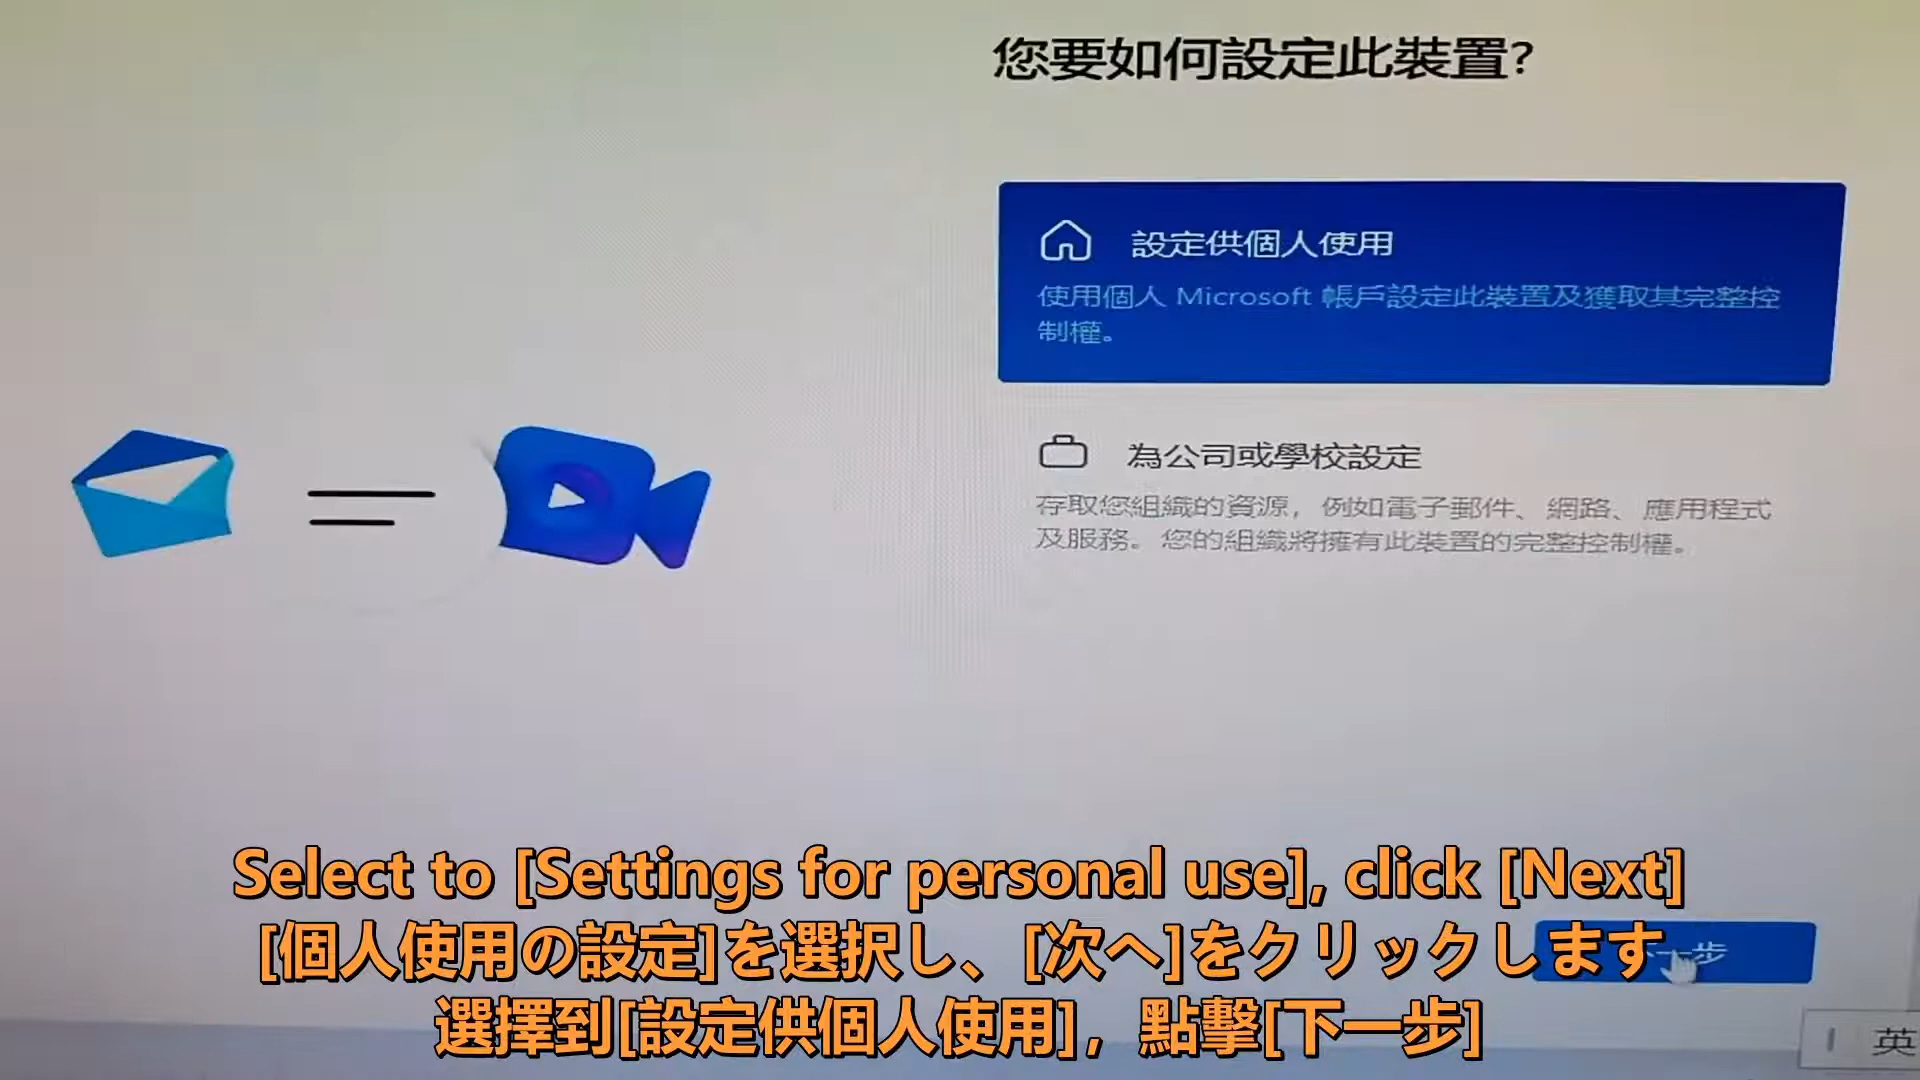 您要如何設定此裝置?
設定供個人使用
使用個人 Microsoft 帳戶設定此裝置及獲取其完整控
制權。
為公司或學校設定
存取您組織的資源，例如電子郵件、網路、應用程式
及服務。您的組織將擁有此裝置的完整控制權。
Select to [Settings for personal use], click [Next]
[個人使用の設定]を選択し、[次へ]をクリックします
一步
選擇到[設定供個人使用]，點擊[下一步]
英